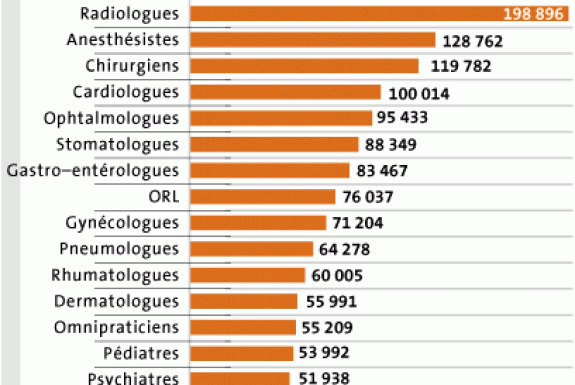 Radiologues 198 896
Anesthésistes 128 762
Chirurgiens 119 782
Cardiologues 100 014
Ophtalmologues 95 433
Stomatologues 88 349
Gastro–entérologues 83 467
ORL 76 037
Gynécologues 71 204
Pneumologues 64 278
Rhumatologues 60 005
Dermatologues 55 991
Omnipraticiens 55 209
Pédiatres 53 992
Psychiatres 51 938